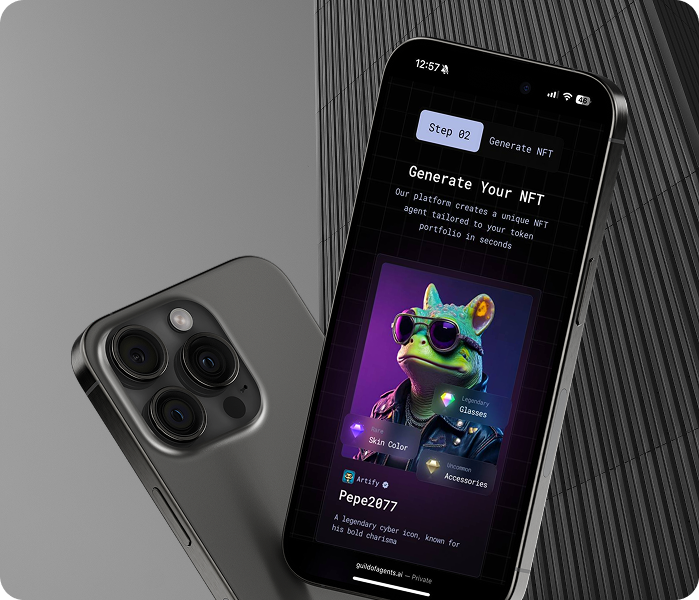 12:57
46
Step 02
Generate NFT
Generate Your NFT
Our platform creates a unique NFT
agent tailored to your token
portfolio in seconds
Legendary
Glasses
Rare
Skin Color
Uncommon
Accessories
Artify
Pepe2077
A legendary cyber icon, known for
his bold charisma
guildofagents.ai — Private